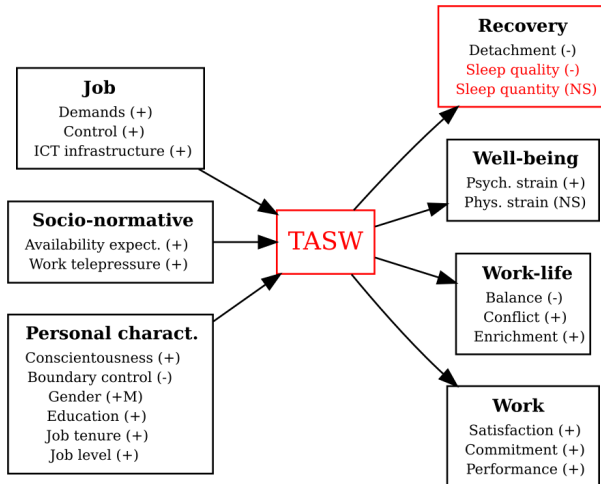 Job
Demands (+)
Control (+)
ICT infrastructure (+)
Socio-normative
Availability expect. (+)
Work telepressure (+)
Personal charact.
Conscientousness (+)
Boundary control (-)
Gender (+M)
Education (+)
Job tenure (+)
Job level (+)
TASW
Recovery
Detachment (-)
Sleep quality (-)
Sleep quantity (NS)
Well-being
Psych. strain (+)
Phys. strain (NS)
Work-life
Balance (-)
Conflict (+)
Enrichment (+)
Work
Satisfaction (+)
Commitment (+)
Performance (+)